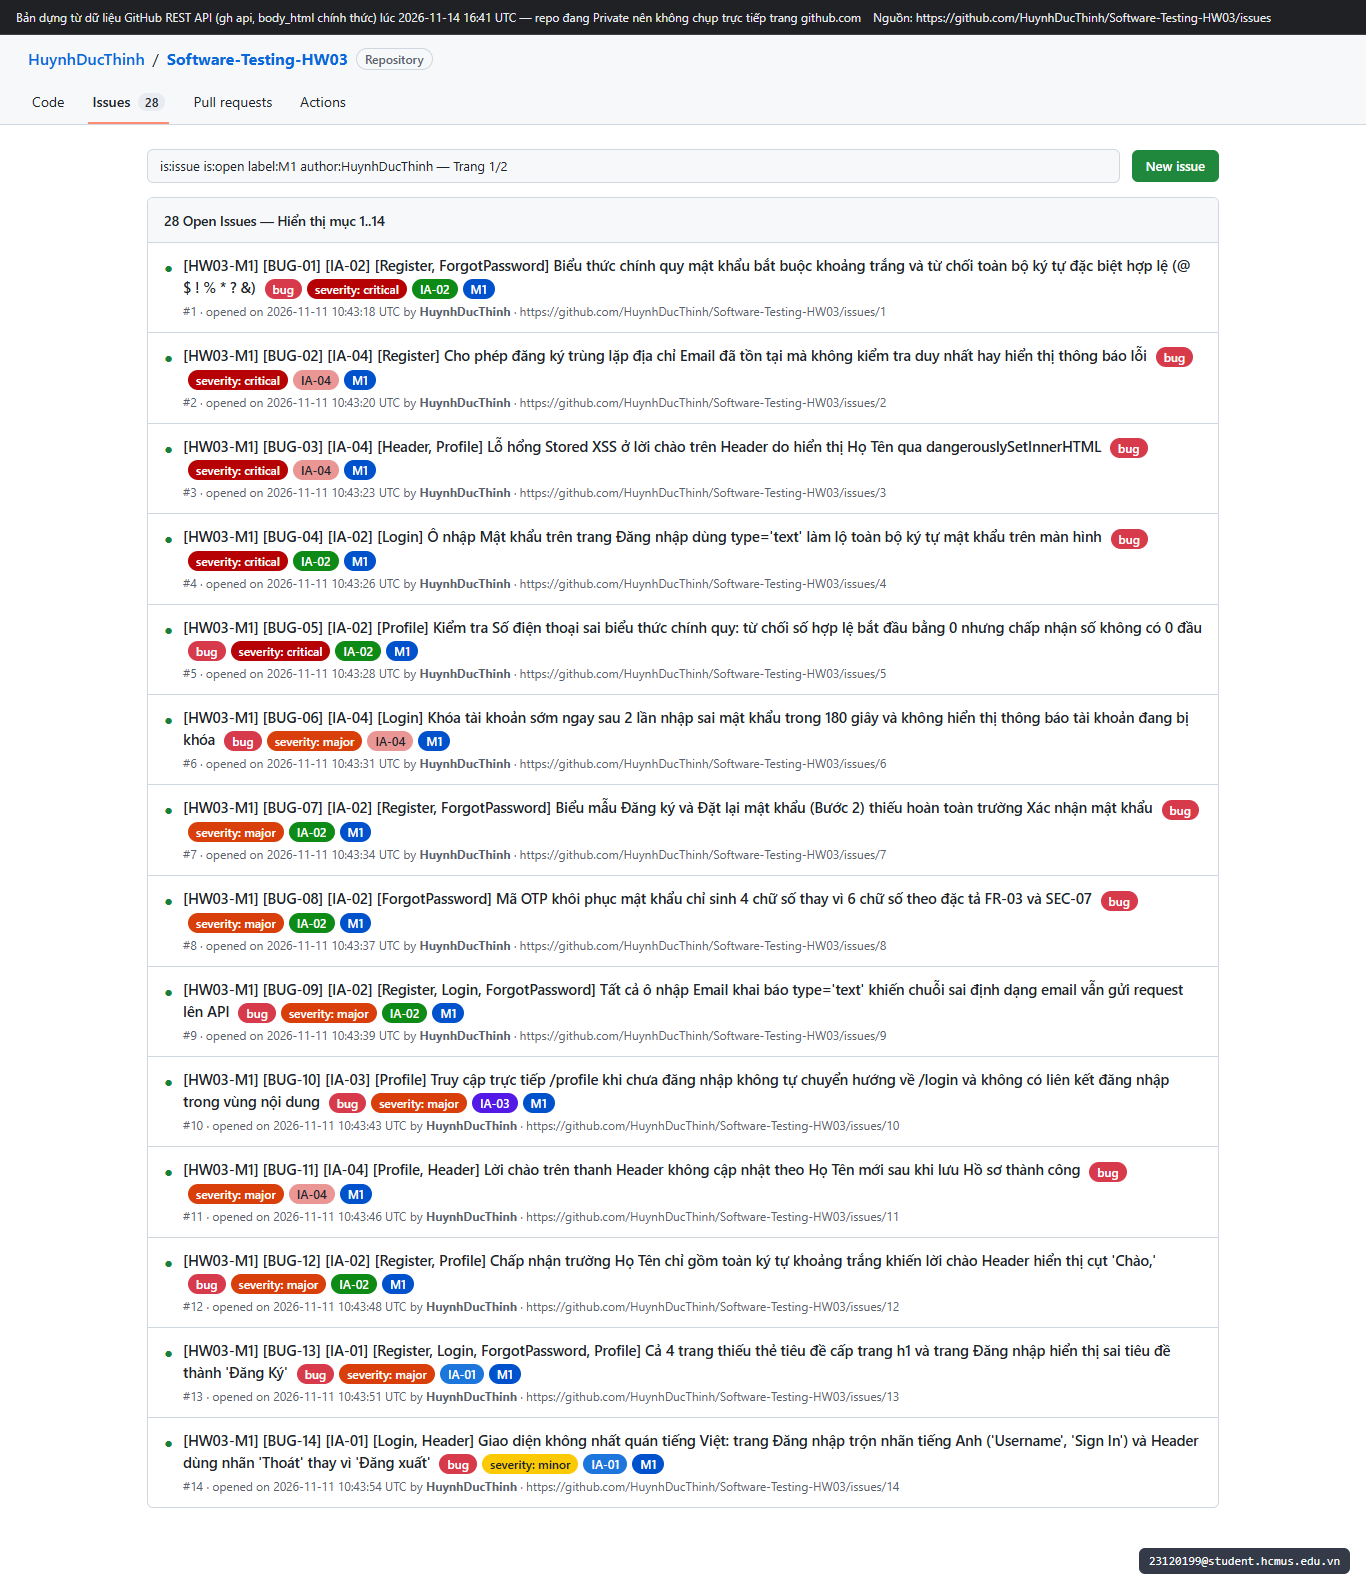 Bản dựng từ dữ liệu GitHub REST API (gh api, body_html chính thức) lúc 2026-11-14 16:41 UTC — repo đang Private nên không chụp trực tiếp trang github.com Nguồn: https://github.com/HuynhDucThinh/Software-Testing-HW03/issues
HuynhDucThinh / Software-Testing-HW03 Repository
Code Issues 28 Pull requests Actions
is:issue is:open label:M1 author:HuynhDucThinh — Trang 1/2 New issue
28 Open Issues — Hiển thị mục 1..14
[HW03-M1] [BUG-01] [IA-02] [Register, ForgotPassword] Biểu thức chính quy mật khẩu bắt buộc khoảng trắng và từ chối toàn bộ ký tự đặc biệt hợp lệ (@
$ ! % * ? &) bug severity: critical IA-02 M1
#1 · opened on 2026-11-11 10:43:18 UTC by HuynhDucThinh · https://github.com/HuynhDucThinh/Software-Testing-HW03/issues/1
[HW03-M1] [BUG-02] [IA-04] [Register] Cho phép đăng ký trùng lặp địa chỉ Email đã tồn tại mà không kiểm tra duy nhất hay hiển thị thông báo lỗi bug
severity: critical IA-04 M1
#2 · opened on 2026-11-11 10:43:20 UTC by HuynhDucThinh · https://github.com/HuynhDucThinh/Software-Testing-HW03/issues/2
[HW03-M1] [BUG-03] [IA-04] [Header, Profile] Lỗ hổng Stored XSS ở lời chào trên Header do hiển thị Họ Tên qua dangerouslySetInnerHTML bug
severity: critical IA-04 M1
#3 · opened on 2026-11-11 10:43:23 UTC by HuynhDucThinh · https://github.com/HuynhDucThinh/Software-Testing-HW03/issues/3
[HW03-M1] [BUG-04] [IA-02] [Login] Ô nhập Mật khẩu trên trang Đăng nhập dùng type='text' làm lộ toàn bộ ký tự mật khẩu trên màn hình bug
severity: critical IA-02 M1
#4 · opened on 2026-11-11 10:43:26 UTC by HuynhDucThinh · https://github.com/HuynhDucThinh/Software-Testing-HW03/issues/4
[HW03-M1] [BUG-05] [IA-02] [Profile] Kiểm tra Số điện thoại sai biểu thức chính quy: từ chối số hợp lệ bắt đầu bằng 0 nhưng chấp nhận số không có 0 đầu
bug severity: critical IA-02 M1
#5 · opened on 2026-11-11 10:43:28 UTC by HuynhDucThinh · https://github.com/HuynhDucThinh/Software-Testing-HW03/issues/5
[HW03-M1] [BUG-06] [IA-04] [Login] Khóa tài khoản sớm ngay sau 2 lần nhập sai mật khẩu trong 180 giây và không hiển thị thông báo tài khoản đang bị
khóa bug severity: major IA-04 M1
#6 · opened on 2026-11-11 10:43:31 UTC by HuynhDucThinh · https://github.com/HuynhDucThinh/Software-Testing-HW03/issues/6
[HW03-M1] [BUG-07] [IA-02] [Register, ForgotPassword] Biểu mẫu Đăng ký và Đặt lại mật khẩu (Bước 2) thiếu hoàn toàn trường Xác nhận mật khẩu bug
severity: major IA-02 M1
#7 · opened on 2026-11-11 10:43:34 UTC by HuynhDucThinh · https://github.com/HuynhDucThinh/Software-Testing-HW03/issues/7
[HW03-M1] [BUG-08] [IA-02] [ForgotPassword] Mã OTP khôi phục mật khẩu chỉ sinh 4 chữ số thay vì 6 chữ số theo đặc tả FR-03 và SEC-07 bug
severity: major IA-02 M1
#8 · opened on 2026-11-11 10:43:37 UTC by HuynhDucThinh · https://github.com/HuynhDucThinh/Software-Testing-HW03/issues/8
[HW03-M1] [BUG-09] [IA-02] [Register, Login, ForgotPassword] Tất cả ô nhập Email khai báo type='text' khiến chuỗi sai định dạng email vẫn gửi request
lên API bug severity: major IA-02 M1
#9 · opened on 2026-11-11 10:43:39 UTC by HuynhDucThinh · https://github.com/HuynhDucThinh/Software-Testing-HW03/issues/9
[HW03-M1] [BUG-10] [IA-03] [Profile] Truy cập trực tiếp /profile khi chưa đăng nhập không tự chuyển hướng về /login và không có liên kết đăng nhập
trong vùng nội dung bug severity: major IA-03 M1
#10 · opened on 2026-11-11 10:43:43 UTC by HuynhDucThinh · https://github.com/HuynhDucThinh/Software-Testing-HW03/issues/10
[HW03-M1] [BUG-11] [IA-04] [Profile, Header] Lời chào trên thanh Header không cập nhật theo Họ Tên mới sau khi lưu Hồ sơ thành công bug
severity: major IA-04 M1
#11 · opened on 2026-11-11 10:43:46 UTC by HuynhDucThinh · https://github.com/HuynhDucThinh/Software-Testing-HW03/issues/11
[HW03-M1] [BUG-12] [IA-02] [Register, Profile] Chấp nhận trường Họ Tên chỉ gồm toàn ký tự khoảng trắng khiến lời chào Header hiển thị cụt 'Chào,'
bug severity: major IA-02 M1
#12 · opened on 2026-11-11 10:43:48 UTC by HuynhDucThinh · https://github.com/HuynhDucThinh/Software-Testing-HW03/issues/12
[HW03-M1] [BUG-13] [IA-01] [Register, Login, ForgotPassword, Profile] Cả 4 trang thiếu thẻ tiêu đề cấp trang h1 và trang Đăng nhập hiển thị sai tiêu đề
thành 'Đăng Ký' bug severity: major IA-01 M1
#13 · opened on 2026-11-11 10:43:51 UTC by HuynhDucThinh · https://github.com/HuynhDucThinh/Software-Testing-HW03/issues/13
[HW03-M1] [BUG-14] [IA-01] [Login, Header] Giao diện không nhất quán tiếng Việt: trang Đăng nhập trộn nhãn tiếng Anh ('Username', 'Sign In') và Header
dùng nhãn 'Thoát' thay vì 'Đăng xuất' bug severity: minor IA-01 M1
#14 · opened on 2026-11-11 10:43:54 UTC by HuynhDucThinh · https://github.com/HuynhDucThinh/Software-Testing-HW03/issues/14
23120199@student.hcmus.edu.vn